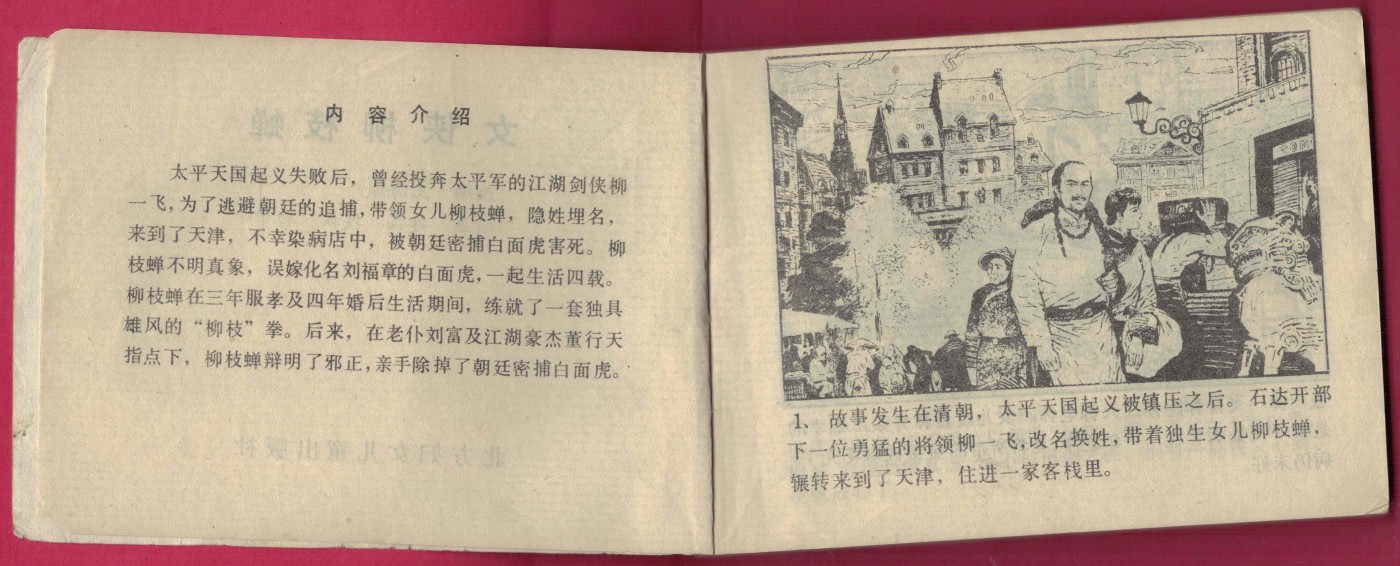 内容介绍
太平天国起义失败后，曾经投奔太平军的江湖剑侠柳
一飞，为了逃避朝廷的追捕，带领女儿柳枝蝉，隐姓埋名，
来到了天津，不幸染病店中，被朝廷密捕白面虎害死。柳
枝蝉不明真象，误嫁化名刘福章的白面虎，一起生活四载。
柳枝蝉在三年服孝及四年婚后生活期间，练就了一套独具
雄风的“柳枝”拳。后来，在老仆刘富及江湖豪杰董行天
指点下，柳枝蝉辩明了邪正，亲手除掉了朝廷密捕白面虎。
1、故事发生在清朝，太平天国起义被镇压之后。石达开部
下一位勇猛的将领柳一飞，改名换姓，带着独生女儿柳枝蝉，
辗转来到了天津，住进一家客栈里。